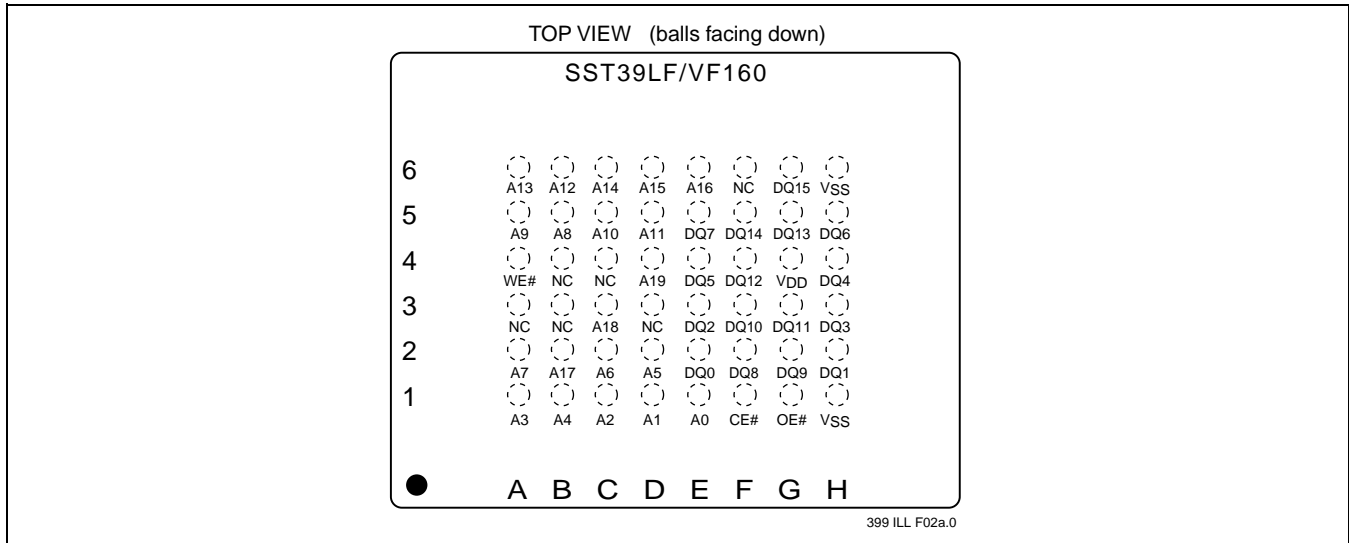 TOP VIEW (balls facing down)
SST39LF/VF160
6
A13 A12 A14 A15 A16 NC DQ15 VSS
5
A9 A8 A10 A11 DQ7 DQ14 DQ13 DQ6
4
WE# NC NC A19 DQ5 DQ12 VDD DQ4
3
NC NC A18 NC DQ2 DQ10 DQ11 DQ3
2
A7 A17 A6 A5 DQ0 DQ8 DQ9 DQ1
1
A3 A4 A2 A1 A0 CE# OE# VSS
A B C D E F G H
399 ILL F02a.0